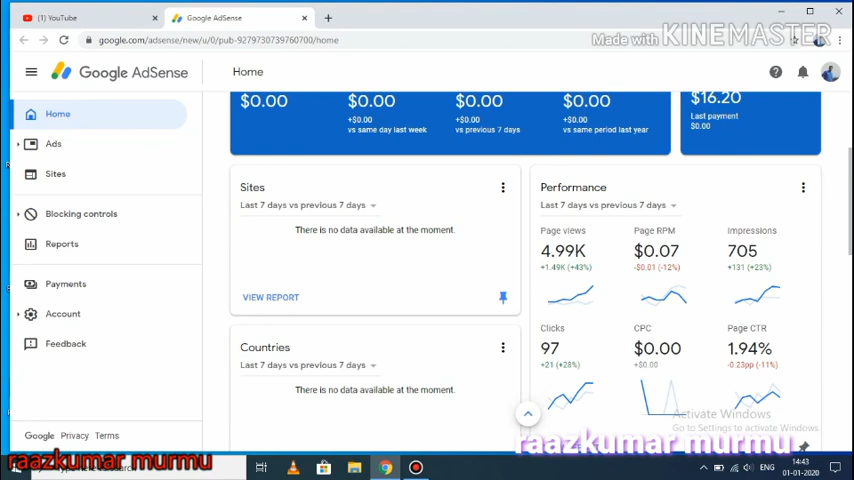 (1) YouTube
Google AdSense
google.com/adsense/new/u/0/pub-9279730739760700/home
Made with KINEMASTER
Google AdSense
Home
Home
Ads
Sites
Blocking controls
Reports
Payments
Account
Feedback
Google Privacy Terms
$0.00 $0.00 $0.00 $0.00 $16.20
+$0.00 +$0.00 +$0.00 Last payment
vs same day last week vs previous 7 days vs same period last year $0.00
Sites
Last 7 days vs previous 7 days
There is no data available at the moment.
VIEW REPORT
Countries
Last 7 days vs previous 7 days
There is no data available at the moment.
Performance
Last 7 days vs previous 7 days
Page views Page RPM Impressions
4.99K $0.07 705
+1.49K (+43%) -$0.01 (-12%) +131 (+23%)
Clicks CPC Page CTR
97 $0.00 1.94%
+21 (+28%) +$0.00 -0.23pp (-11%)
Activate Windows
Go to Settings to activate Windows.
raazkumar murmu
raazkumar murmu
ENG
14:43
01-01-2020